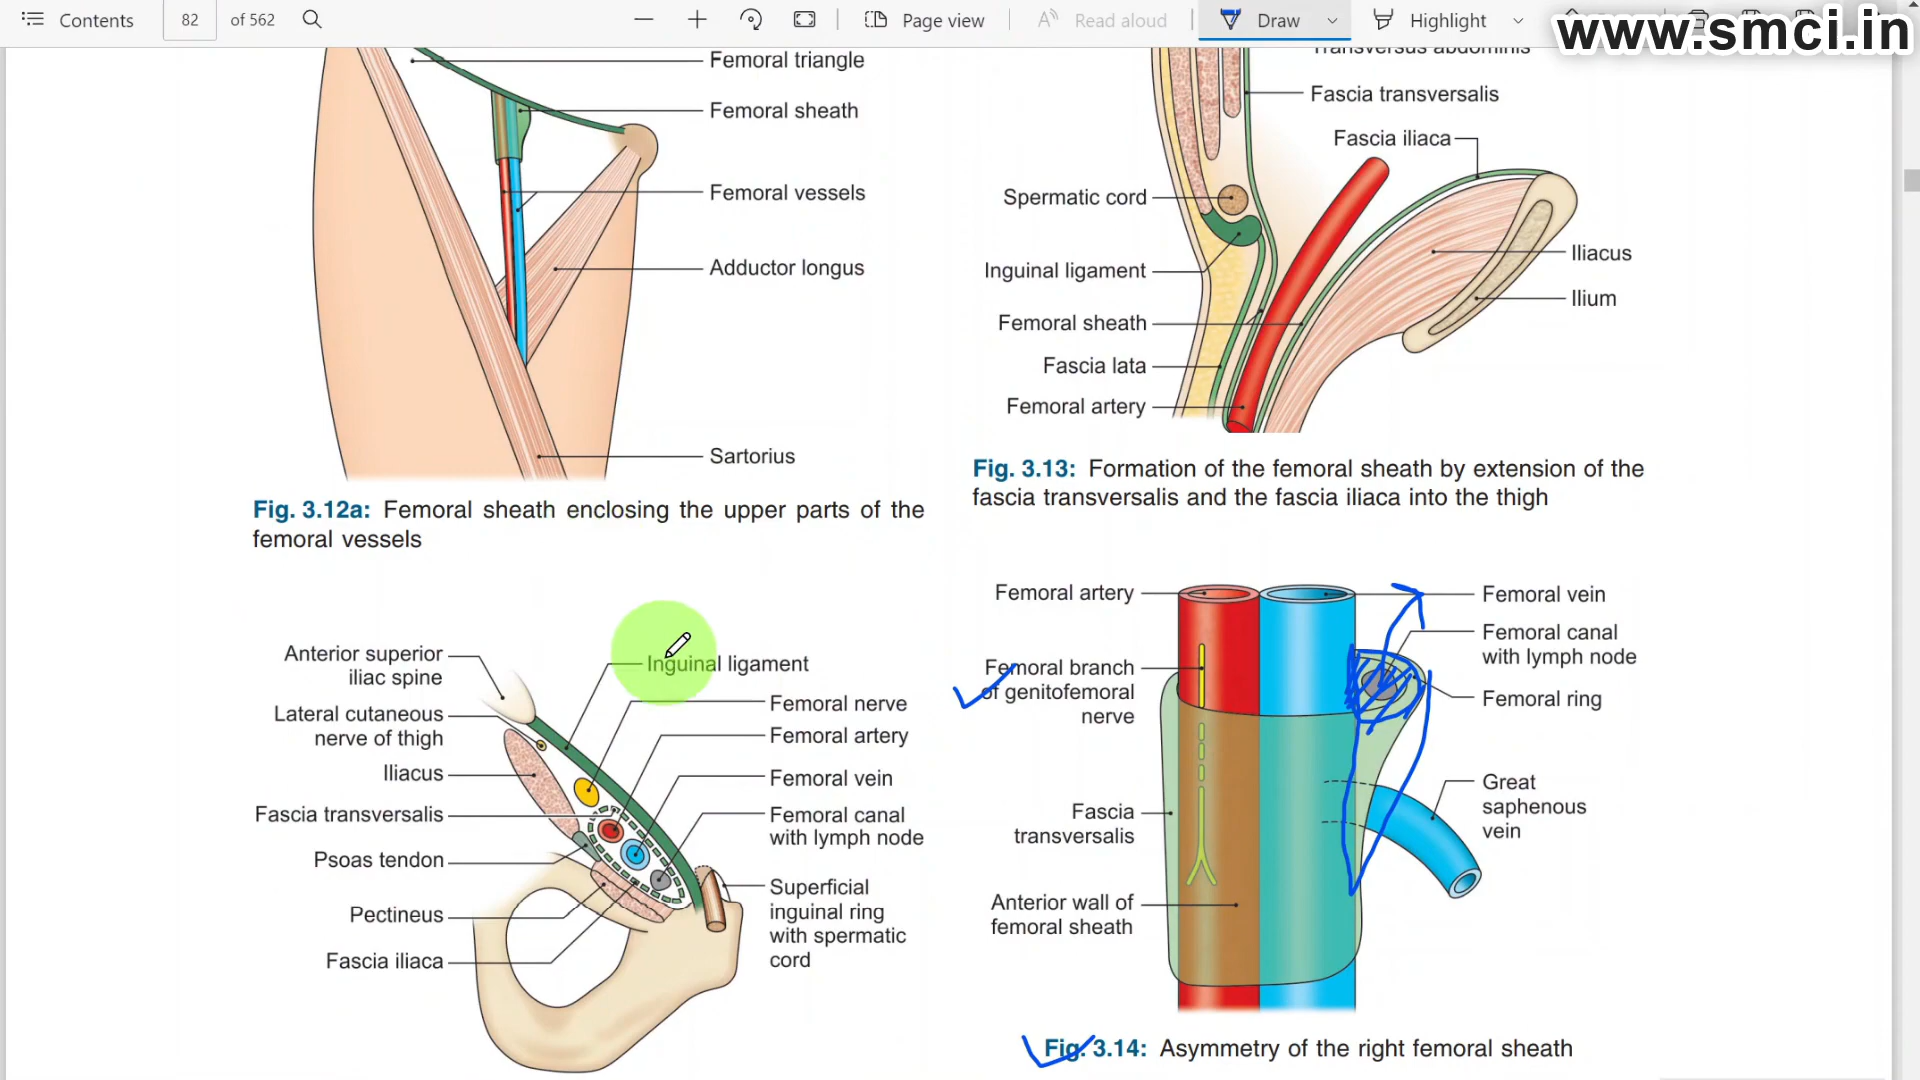 Contents
82
of 562
Page view
Read aloud
Draw
Highlight
www.smci.in
Femoral triangle
Femoral sheath
Femoral vessels
Adductor longus
Sartorius
Fig. 3.12a: Femoral sheath enclosing the upper parts of the
femoral vessels
Transversus abdominis
Fascia transversalis
Fascia iliaca
Spermatic cord
Inguinal ligament
Iliacus
Ilium
Femoral sheath
Fascia lata
Femoral artery
Fig. 3.13: Formation of the femoral sheath by extension of the
fascia transversalis and the fascia iliaca into the thigh
Anterior superior
iliac spine
Lateral cutaneous
nerve of thigh
Iliacus
Fascia transversalis
Psoas tendon
Pectineus
Fascia iliaca
Inguinal ligament
Femoral nerve
Femoral artery
Femoral vein
Femoral canal
with lymph node
Superficial
inguinal ring
with spermatic
cord
Femoral artery
Femoral branch
of genitofemoral
nerve
Fascia
transversalis
Anterior wall of
femoral sheath
Femoral vein
Femoral canal
with lymph node
Femoral ring
Great
saphenous
vein
Fig. 3.14: Asymmetry of the right femoral sheath